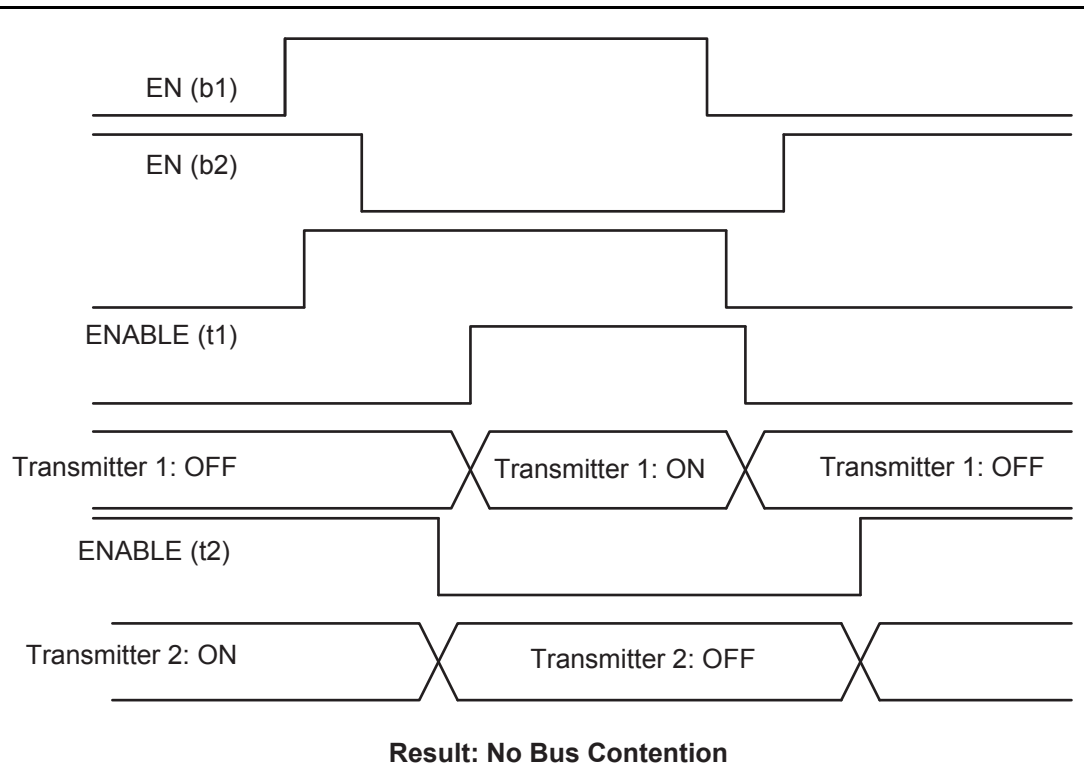 EN (b1)
EN (b2)
ENABLE (t1)
Transmitter 1: OFF
Transmitter 1: ON
Transmitter 1: OFF
ENABLE (t2)
Transmitter 2: ON
Transmitter 2: OFF
Result: No Bus Contention